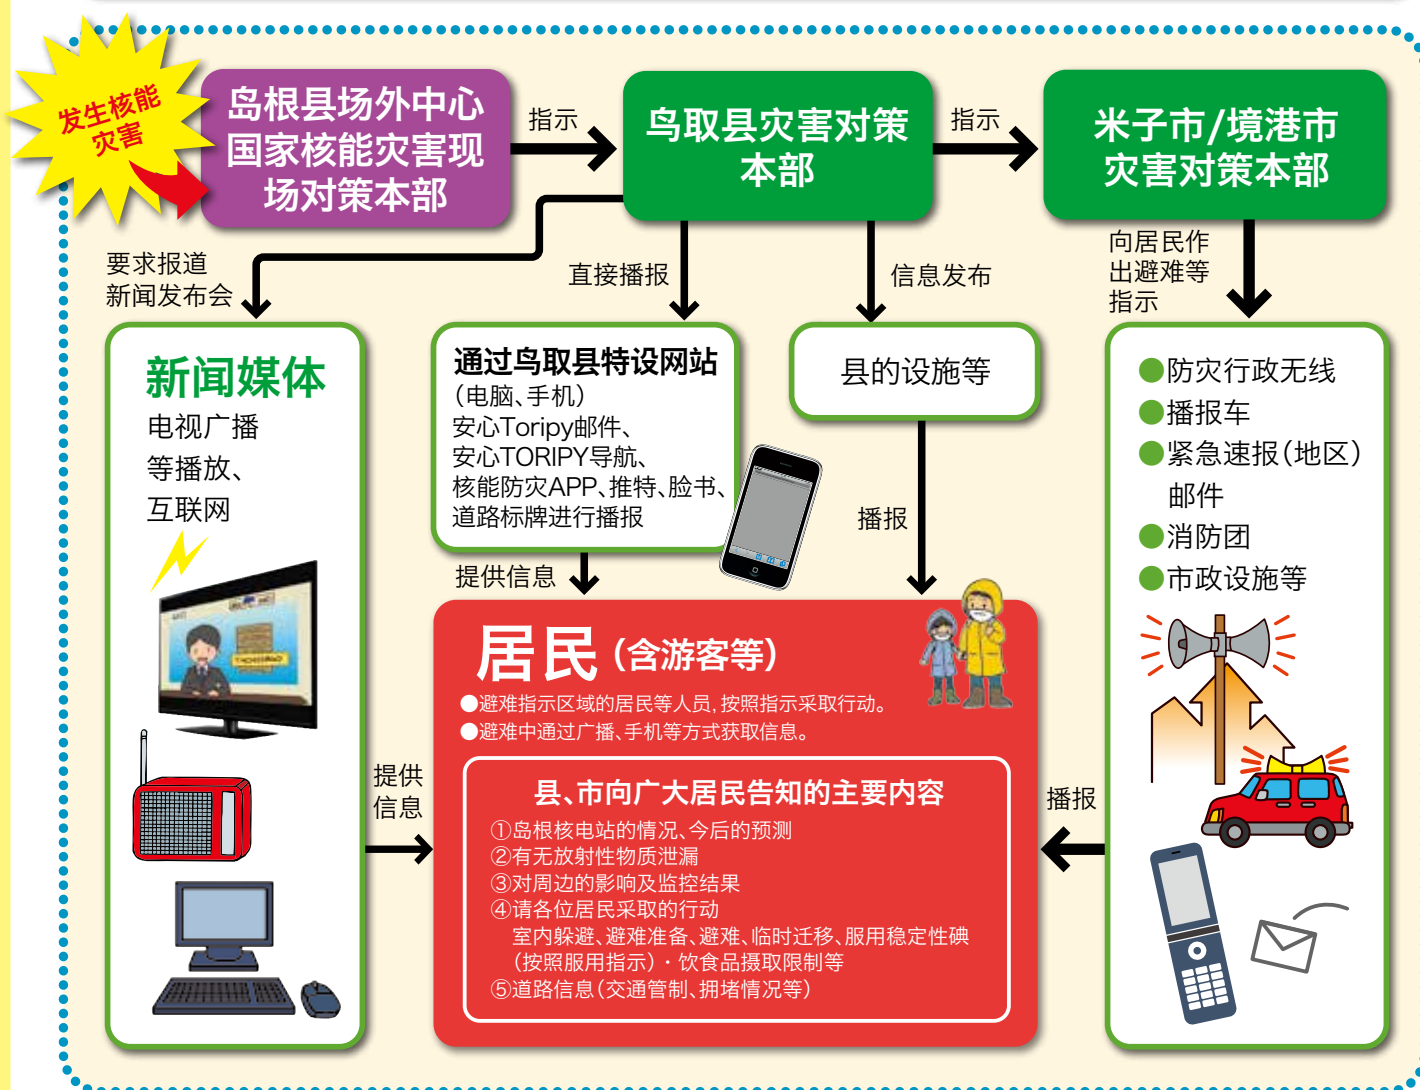 发生核能
灾害
岛根县场外中心
国家核能灾害现
场对策本部
指示
鸟取县灾害对策
本部
指示
米子市/境港市
灾害对策本部
要求报道
新闻发布会
直接播报
信息发布
向居民作
出避难等
指示
新闻媒体
电视广播
等播放、
互联网
通过鸟取县特设网站
（电脑、手机）
安心Toripy邮件、
安心TORIPY导航、
核能防灾APP、推特、脸书、
道路标牌进行播报
县的设施等
●防灾行政无线
●播报车
●紧急速报（地区）
邮件
●消防团
●市政设施等
提供信息
播报
居民（含游客等）
●避难指示区域的居民等人员，按照指示采取行动。
●避难中通过广播、手机等方式获取信息。
提供
信息
播报
县、市向广大居民告知的主要内容
①岛根核电站的情况、今后的预测
②有无放射性物质泄漏
③对周边的影响及监控结果
④请各位居民采取的行动
室内躲避、避难准备、避难、临时迁移、服用稳定性碘
（按照服用指示）・饮食品摄取限制等
⑤道路信息（交通管制、拥堵情况等）